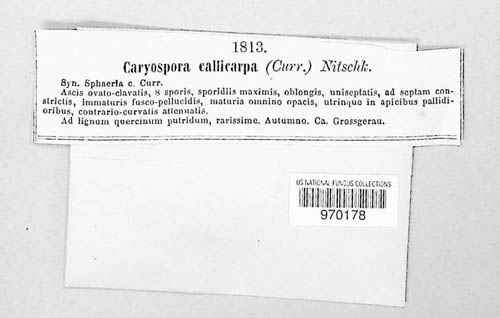 1813.
Caryospora callicarpa (Curr.) Nitschk.
Syn. Sphaeria c. Curr.
Ascis ovato-clavatis, 8 sporis, sporidiis maximis, oblongis, uniseptatis, ad septam con-
strictis, immaturis fusco-pellucidis, maturis omnino opacis, utrinque in apicibus pallidi-
oribus, contrario-curvatis attenuatis.
Ad lignum quercinum putridum, rarissime. Autumno. Ca. Grossgerau.
US NATIONAL FUNGUS COLLECTIONS
970178